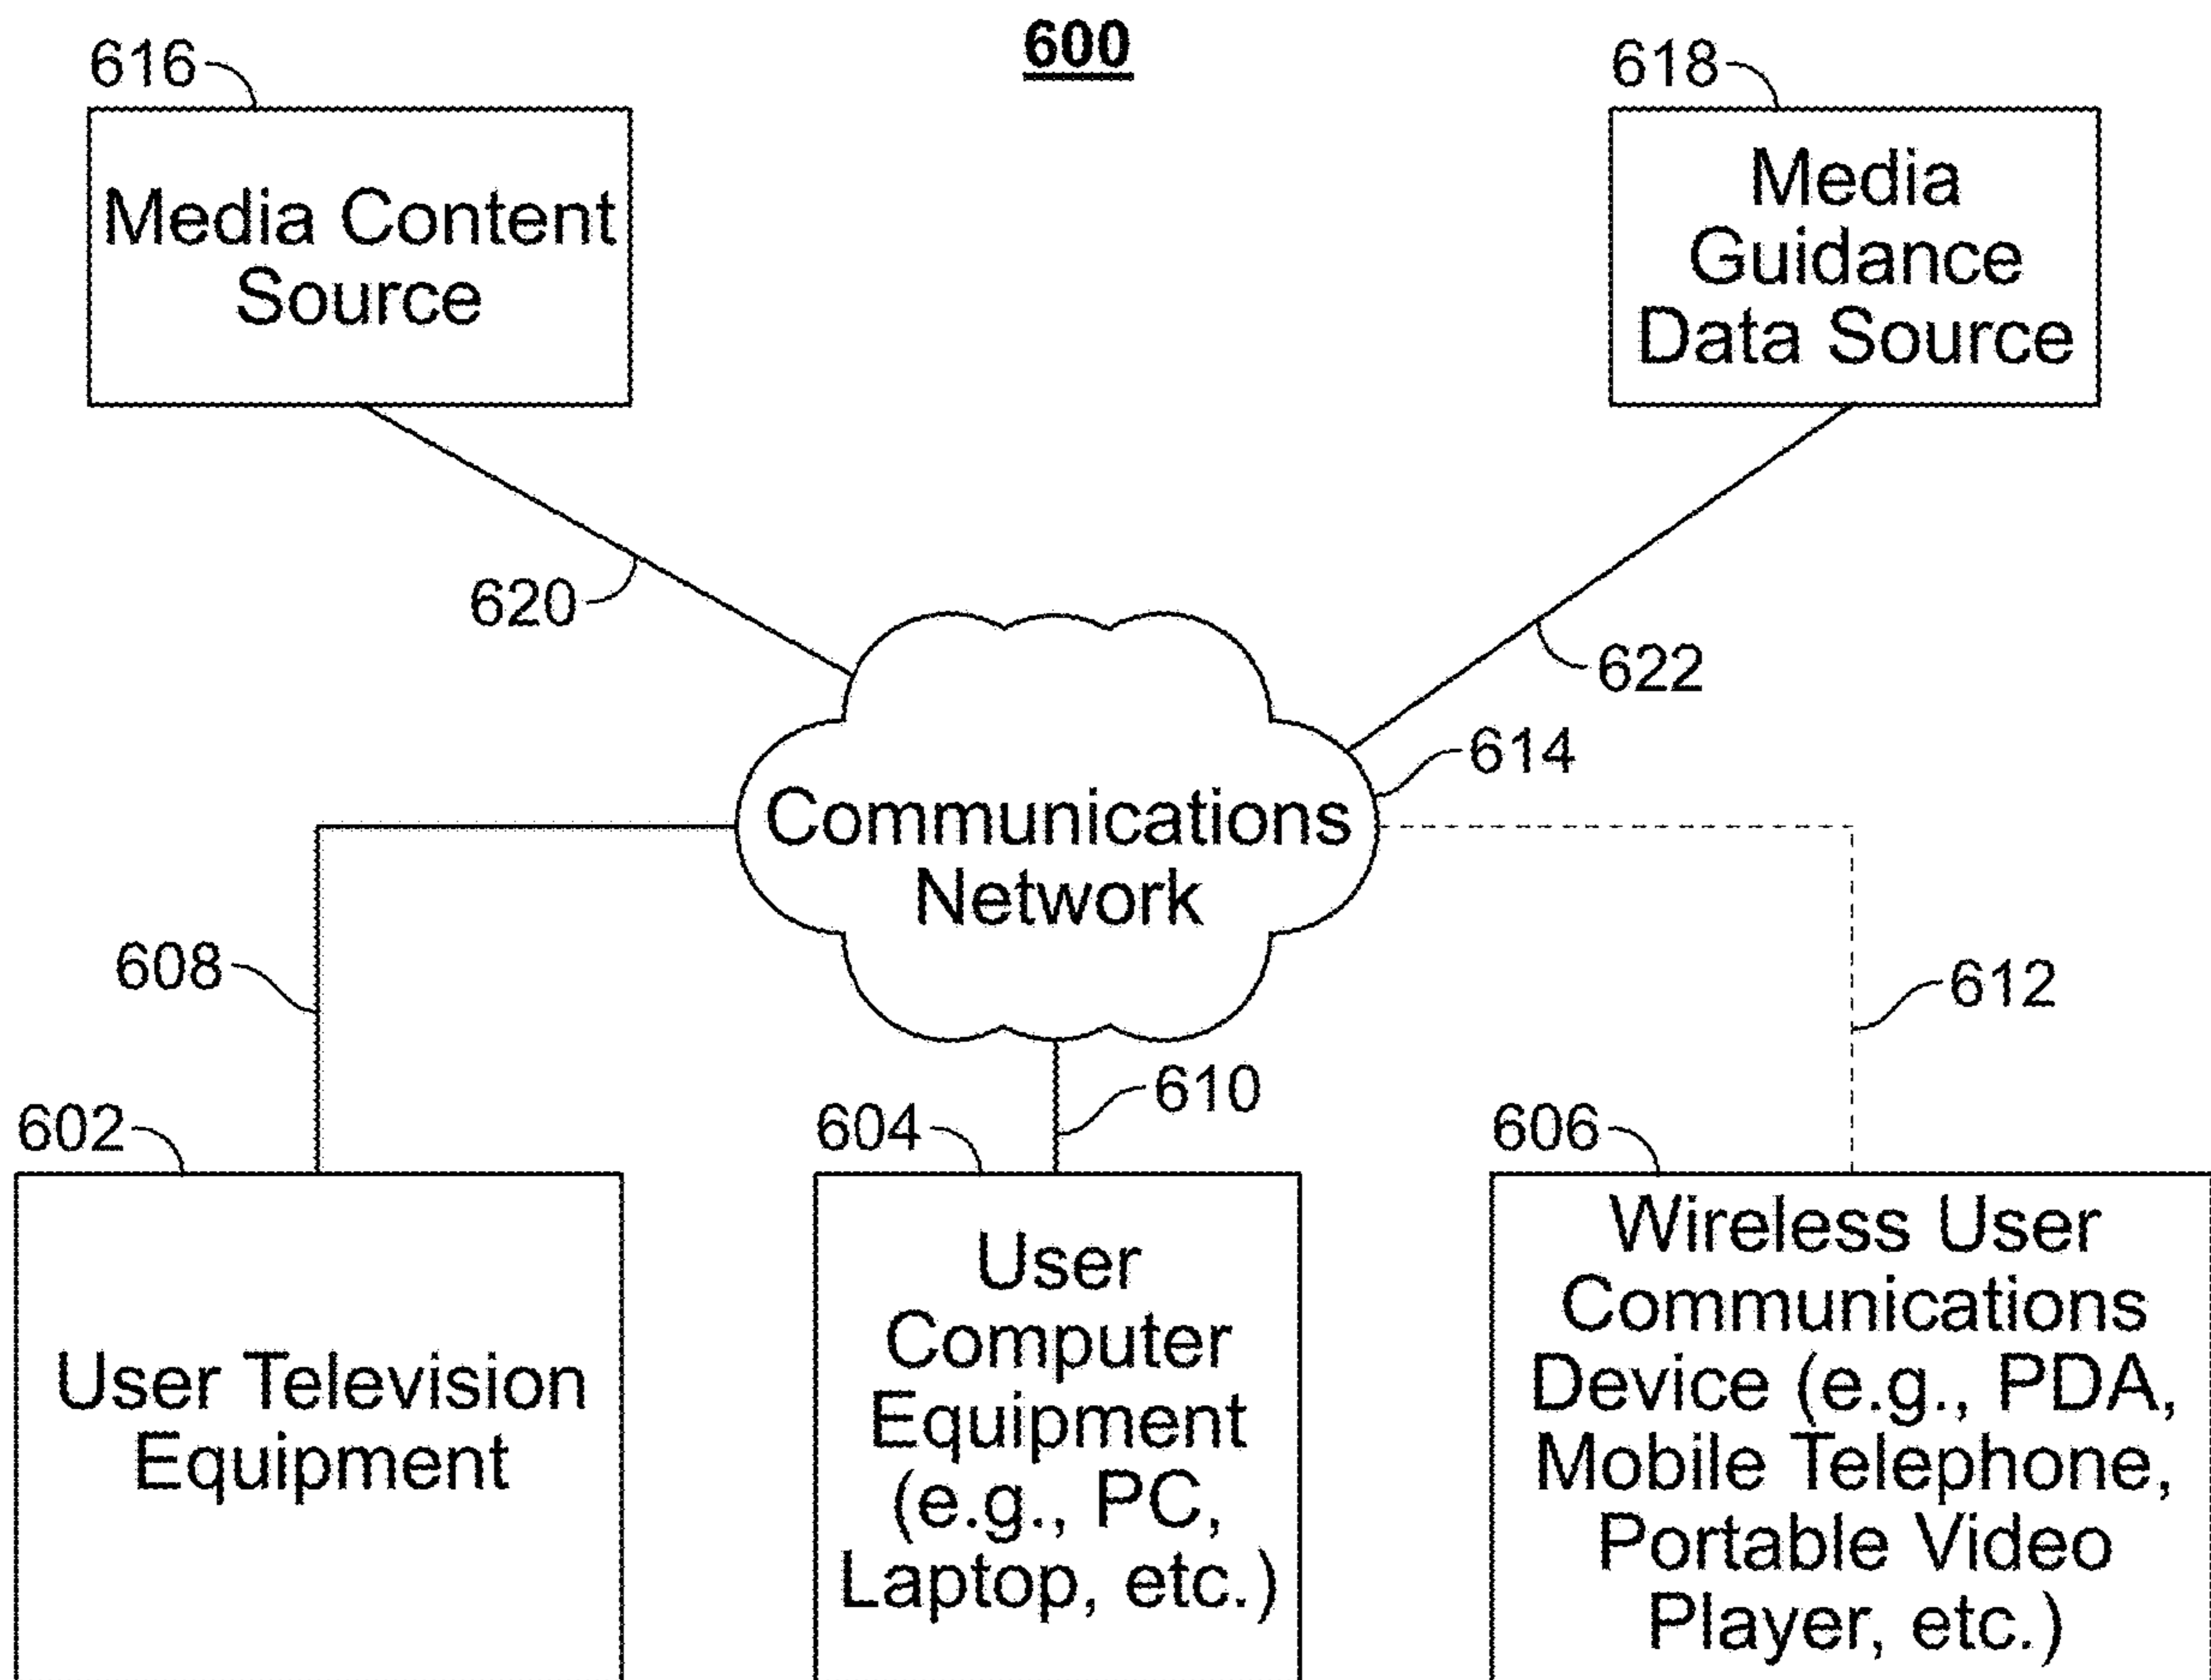 600
616
618
Media Content
Source
Media
Guidance
Data Source
620
622
614
Communications
Network
608
612
610
602
604
606
User Television
Equipment
User
Computer
Equipment
(e.g., PC,
Laptop, etc.)
Wireless User
Communications
Device (e.g., PDA,
Mobile Telephone,
Portable Video
Player, etc.)